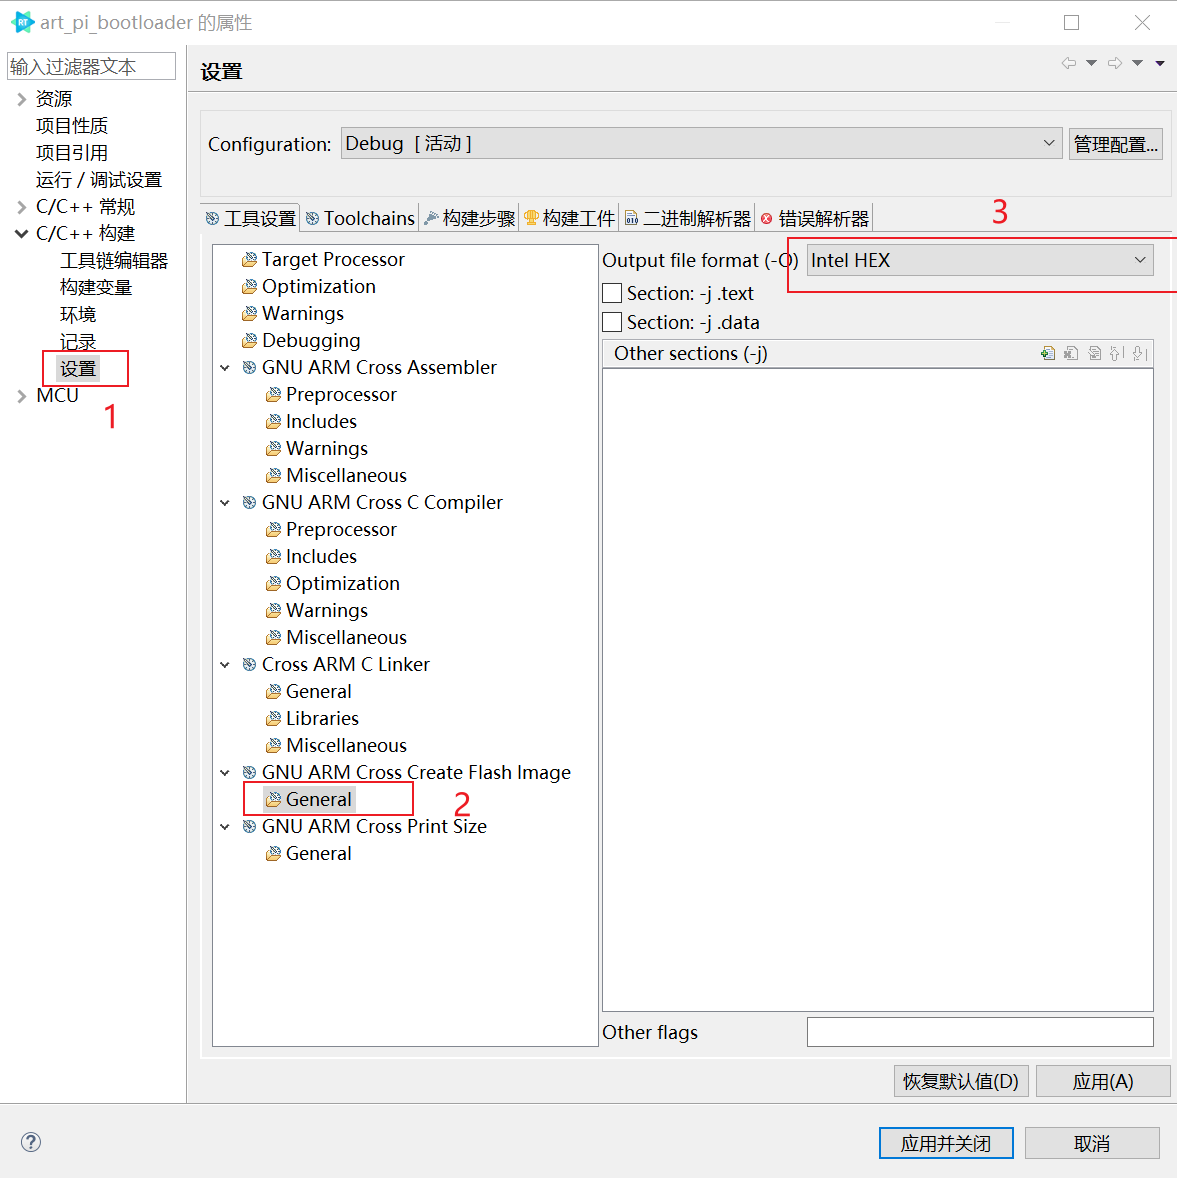 art_pi_bootloader 的属性
输入过滤器文本
资源
项目性质
项目引用
运行 / 调试设置
C/C++ 常规
C/C++ 构建
工具链编辑器
构建变量
环境
记录
设置
MCU
1
设置
Configuration:
Debug [ 活动 ]
管理配置...
工具设置
Toolchains
构建步骤
构建工件
二进制解析器
错误解析器
3
Target Processor
Optimization
Warnings
Debugging
GNU ARM Cross Assembler
Preprocessor
Includes
Warnings
Miscellaneous
GNU ARM Cross C Compiler
Preprocessor
Includes
Optimization
Warnings
Miscellaneous
Cross ARM C Linker
General
Libraries
Miscellaneous
GNU ARM Cross Create Flash Image
General
2
GNU ARM Cross Print Size
General
Output file format (-O)
Intel HEX
Section: -j .text
Section: -j .data
Other sections (-j)
Other flags
恢复默认值(D)
应用(A)
应用并关闭
取消